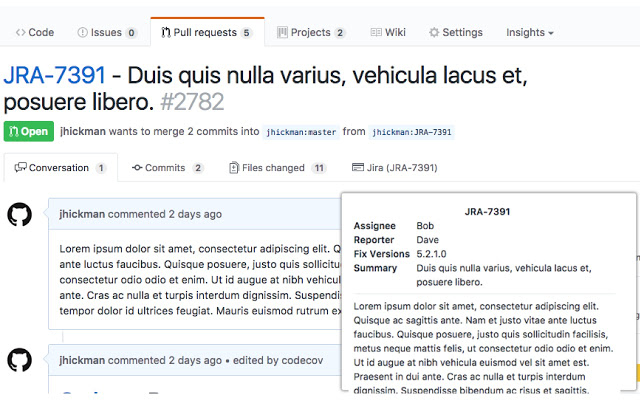 Code Issues 0 Pull requests 5 Projects 2 Wiki Settings Insights
JRA-7391 - Duis quis nulla varius, vehicula lacus et,
posuere libero. #2782
Open jhickman wants to merge 2 commits into jhickman:master from jhickman:JRA-7391
Conversation 1 Commits 2 Files changed 11 Jira (JRA-7391)
jhickman commented 2 days ago
Lorem ipsum dolor sit amet, consectetur adipiscing elit. Q
ante luctus faucibus. Quisque posuere, justo quis sollicitu
consectetur odio odio et enim. Ut id augue at nibh vehicul
ante. Cras ac nulla et turpis interdum dignissim. Suspendis
tempor dolor id ultrices feugiat. Mauris euismod rutrum ex
jhickman commented 2 days ago • edited by codecov
JRA-7391
Assignee Bob
Reporter Dave
Fix Versions 5.2.1.0
Summary Duis quis nulla varius, vehicula lacus et,
posuere libero.
Lorem ipsum dolor sit amet, consectetur adipiscing elit.
Quisque ac sagittis ante. Nam et justo vitae ante luctus
faucibus. Quisque posuere, justo quis sollicitudin facilisis,
metus neque mattis felis, ut consectetur odio odio et enim.
Ut id augue at nibh vehicula euismod vel sit amet est.
Praesent in dui ante. Cras ac nulla et turpis interdum
dignissim. Suspendisse bibendum ac risus et sagittis.